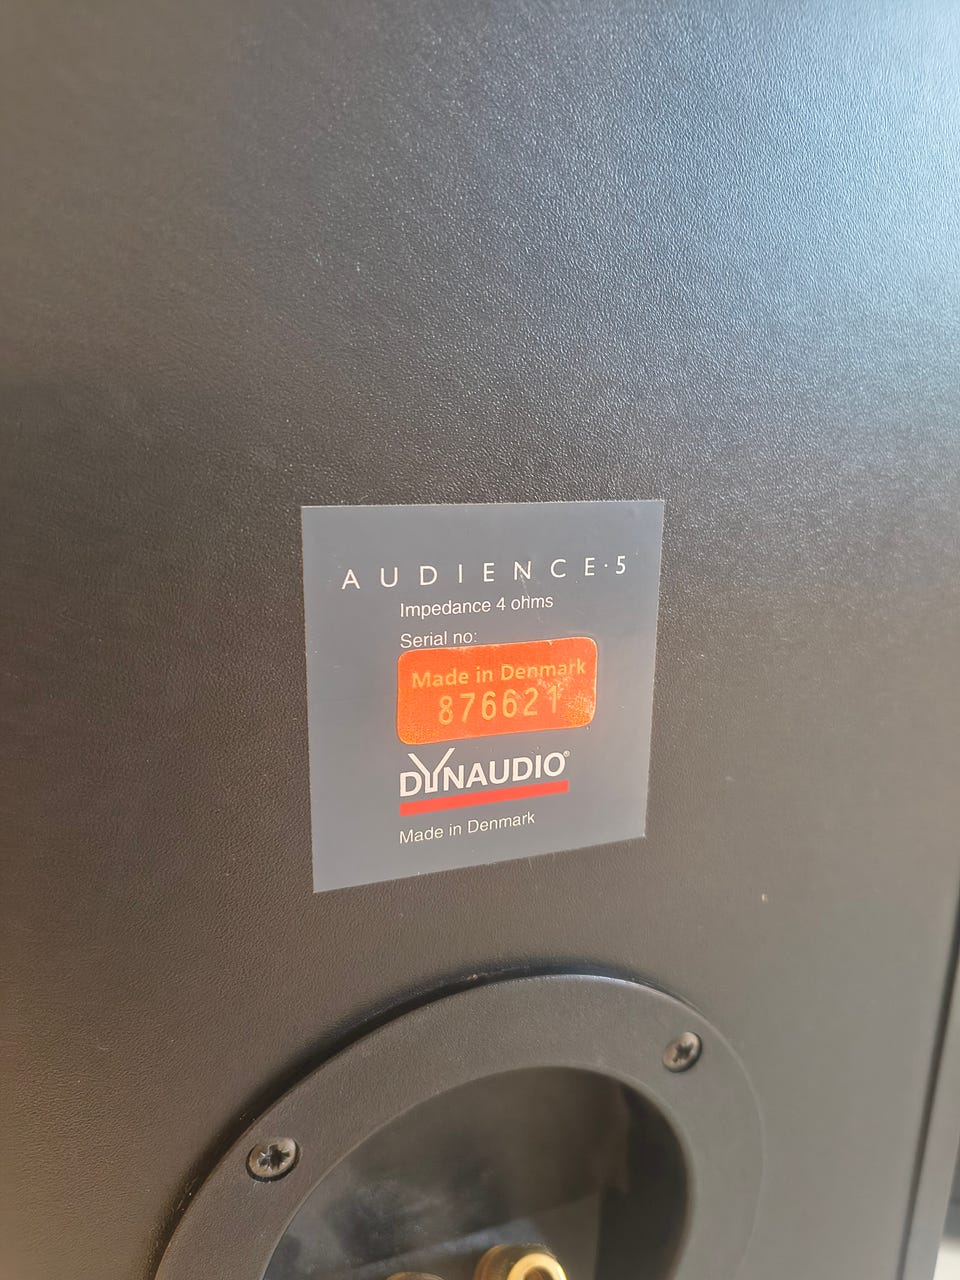 AUDIENCE·5
Impedance 4 ohms
Serial no:
Made in Denmark
876621
DYNAUDIO®
Made in Denmark